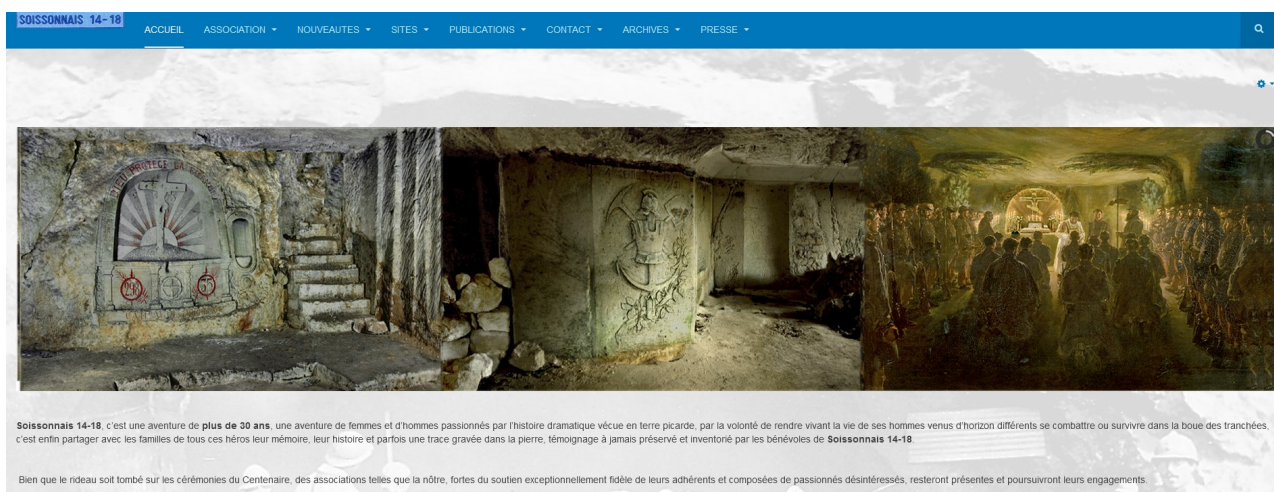 SOISSONNAIS 14-18
ACCUEIL ASSOCIATION NOUVEAUTES SITES PUBLICATIONS CONTACT ARCHIVES PRESSE
DIEU PROTEGE LA
Soissonnais 14-18, c'est une aventure de plus de 30 ans, une aventure de femmes et d'hommes passionnés par l'histoire dramatique vécue en terre picarde, par la volonté de rendre vivant la vie de ses hommes venus d'horizon différents se combattre ou survivre dans la boue des tranchées,
c'est enfin partager avec les familles de tous ces héros leur mémoire, leur histoire et parfois une trace gravée dans la pierre, témoignage à jamais préservé et inventorié par les bénévoles de Soissonnais 14-18.
Bien que le rideau soit tombé sur les cérémonies du Centenaire, des associations telles que la nôtre, fortes du soutien exceptionnellement fidèle de leurs adhérents et composées de passionnés désintéressés, resteront présentes et poursuivront leurs engagements.